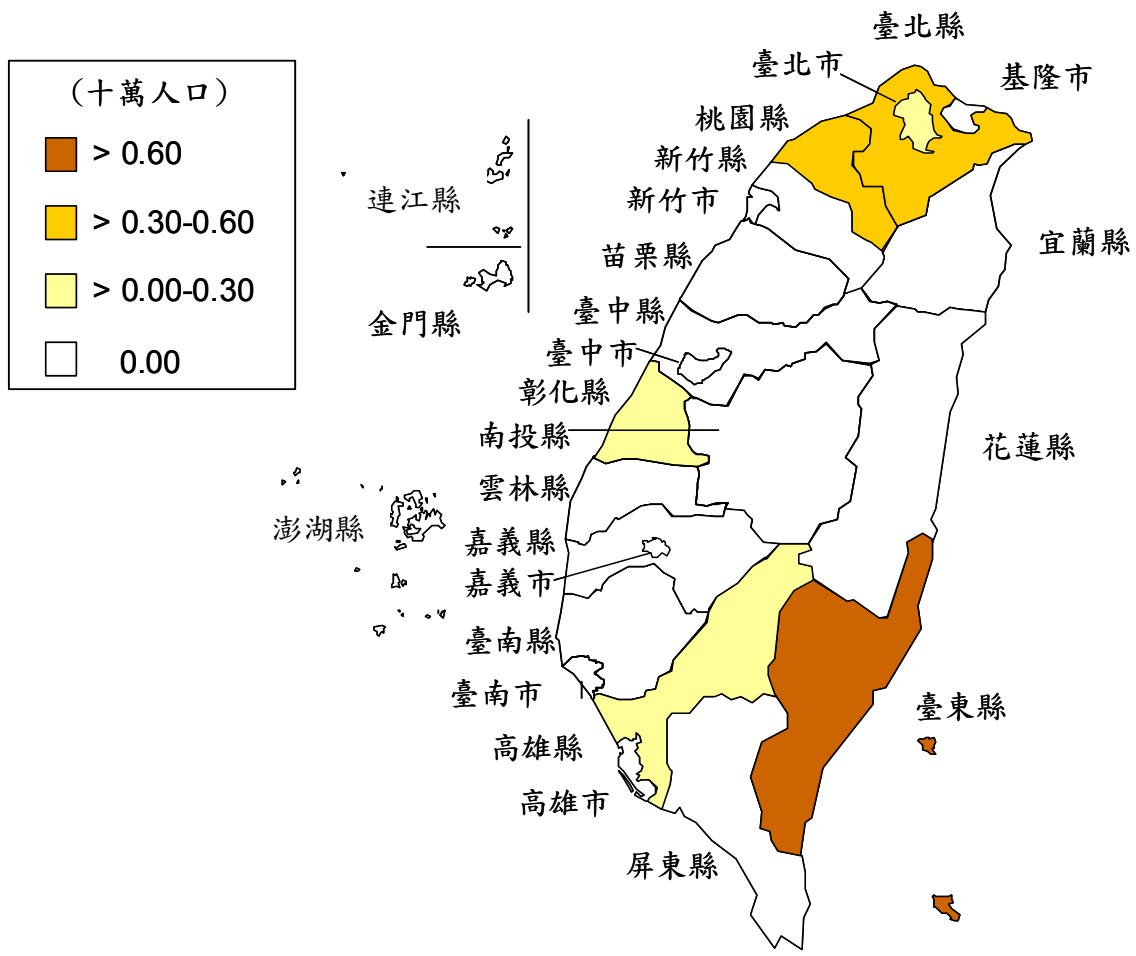 (十萬人口)
> 0.60
> 0.30-0.60
> 0.00-0.30
0.00
臺北縣
臺北市
基隆市
桃園縣
新竹縣
新竹市
連江縣
宜蘭縣
苗栗縣
臺中縣
金門縣
臺中市
彰化縣
南投縣
花蓮縣
雲林縣
澎湖縣
嘉義縣
嘉義市
臺南縣
臺南市
臺東縣
高雄縣
高雄市
屏東縣